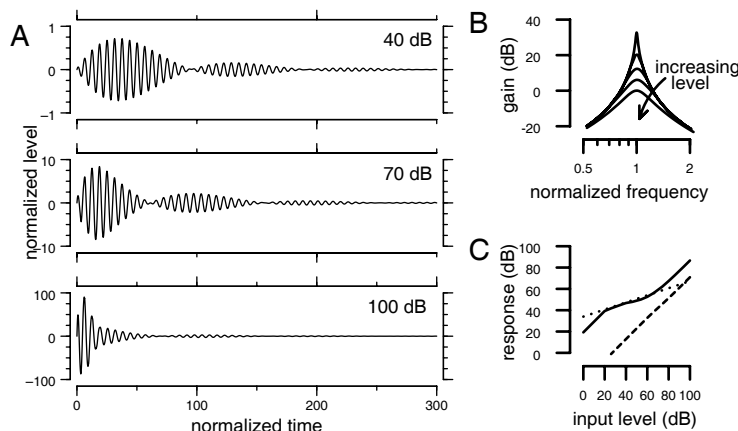 A
normalized level
1
0
−1
40 dB
10
0
−10
70 dB
100
0
−100
100 dB
0 100 200 300
normalized time
B
gain (dB)
40
20
0
-20
increasing
level
0.5 1 2
normalized frequency
C
response (dB)
100
80
60
40
20
0
0 20 40 60 80 100
input level (dB)